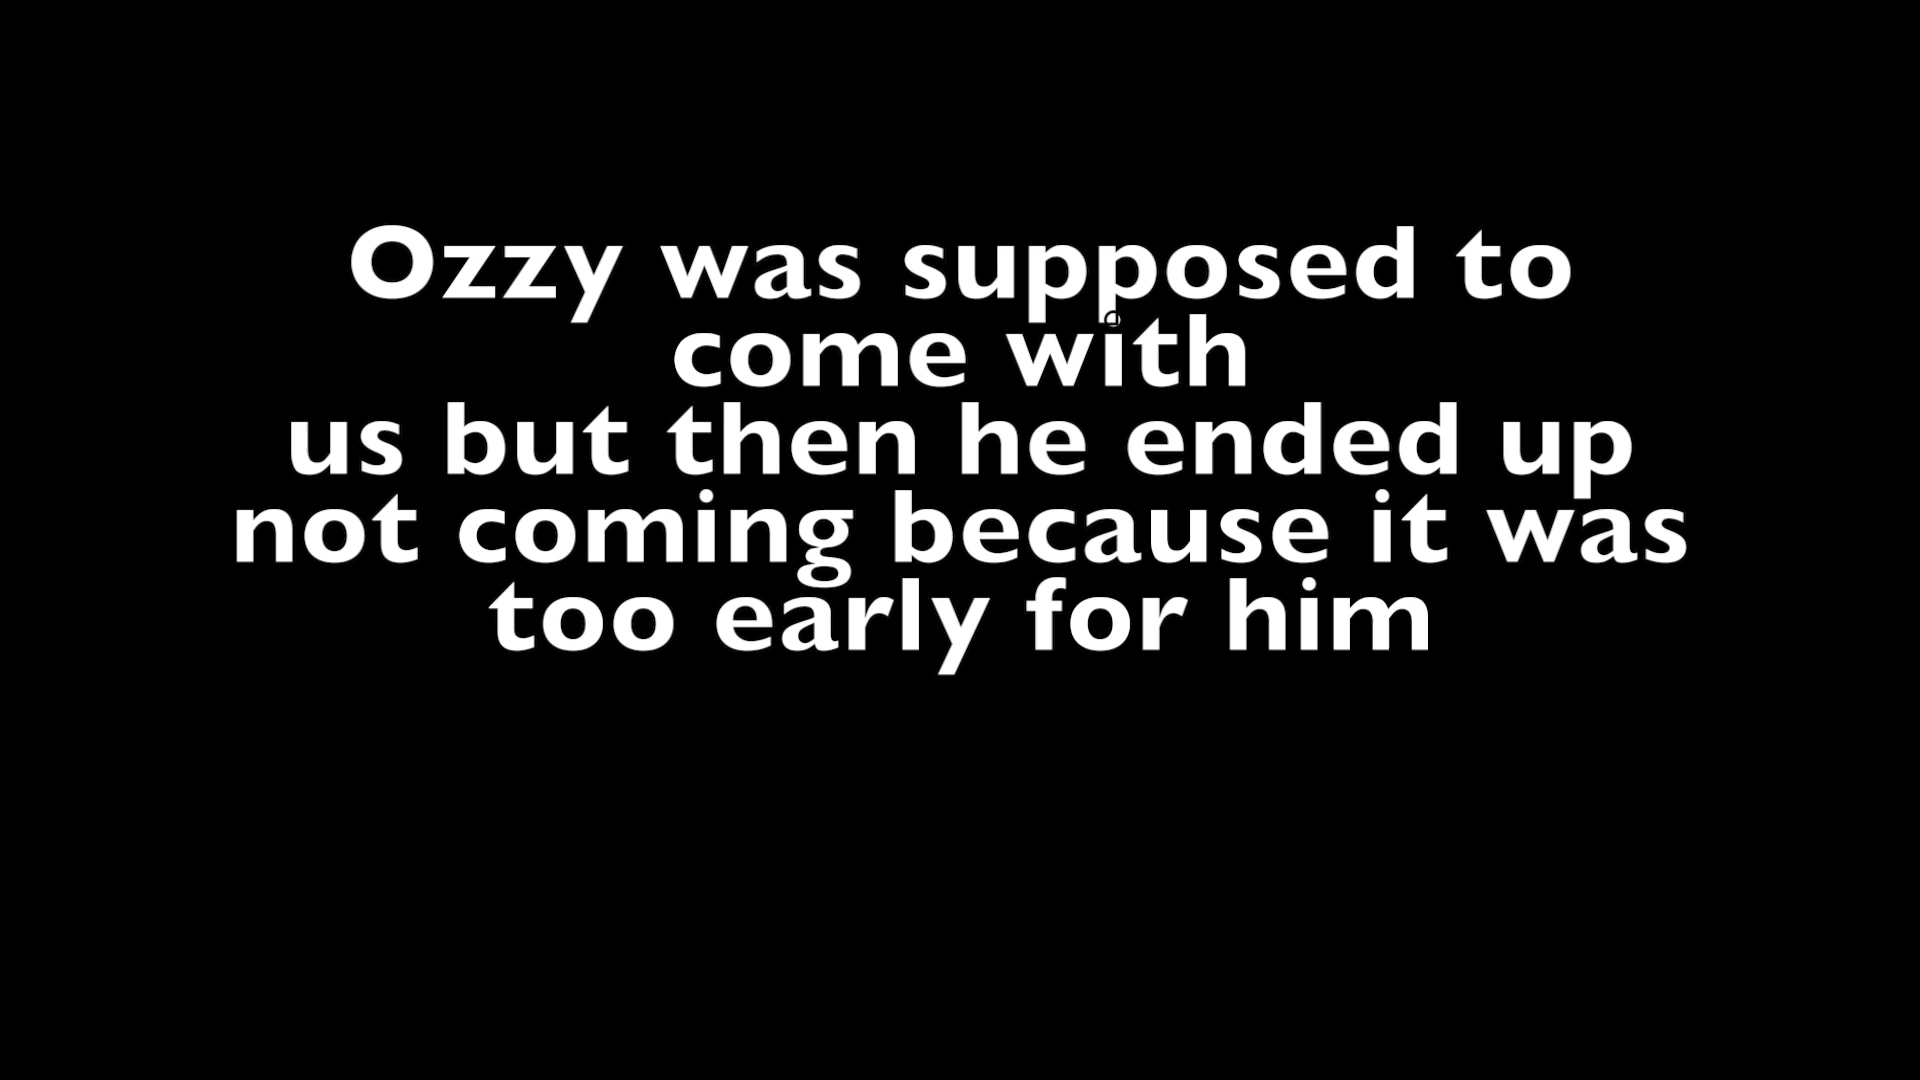 Ozzy was supposed to
come with
us but then he ended up
not coming because it was
too early for him